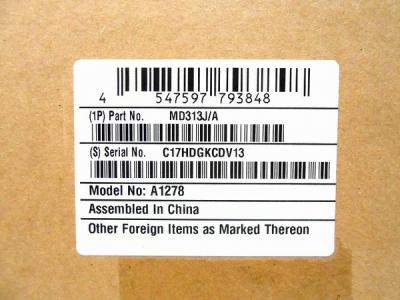 4 547597 793848
(1P) Part No. MD313J/A
(S) Serial No. C17HDGKCDV13
Model No: A1278
Assembled In China
Other Foreign Items as Marked Thereon